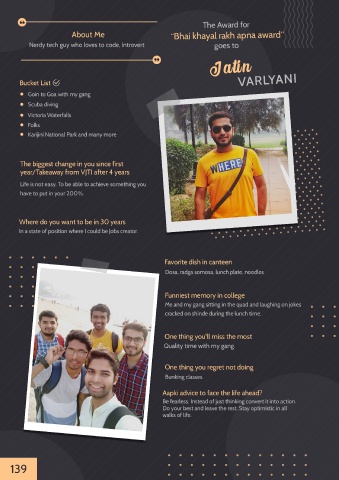 About Me
Nerdy tech guy who loves to code, Introvert
The Award for
"Bhai khayal rakh apna award"
goes to
Jatin
VARLYANI
Bucket List
Goin to Goa with my gang
Scuba diving
Victoria Waterfalls
Folks
Karijini National Park and many more
WHERE
The biggest change in you since first
year/Takeaway from VJTI after 4 years
Life is not easy. To be able to achieve something you
have to put in your 200%.
Where do you want to be in 30 years
In a state of position where I could be Jobs creator.
Favorite dish in canteen
Dosa, radga somosa, lunch plate, noodles
Funniest memory in college
Me and my gang sitting in the quad and laughing on jokes
cracked on shinde during the lunch time.
One thing you'll miss the most
Quality time with my gang.
One thing you regret not doing
Bunking classes.
Aapki advice to face the life ahead?
Be fearless. Instead of just thinking convert it into action.
Do your best and leave the rest. Stay optimistic in all
walks of life.
139